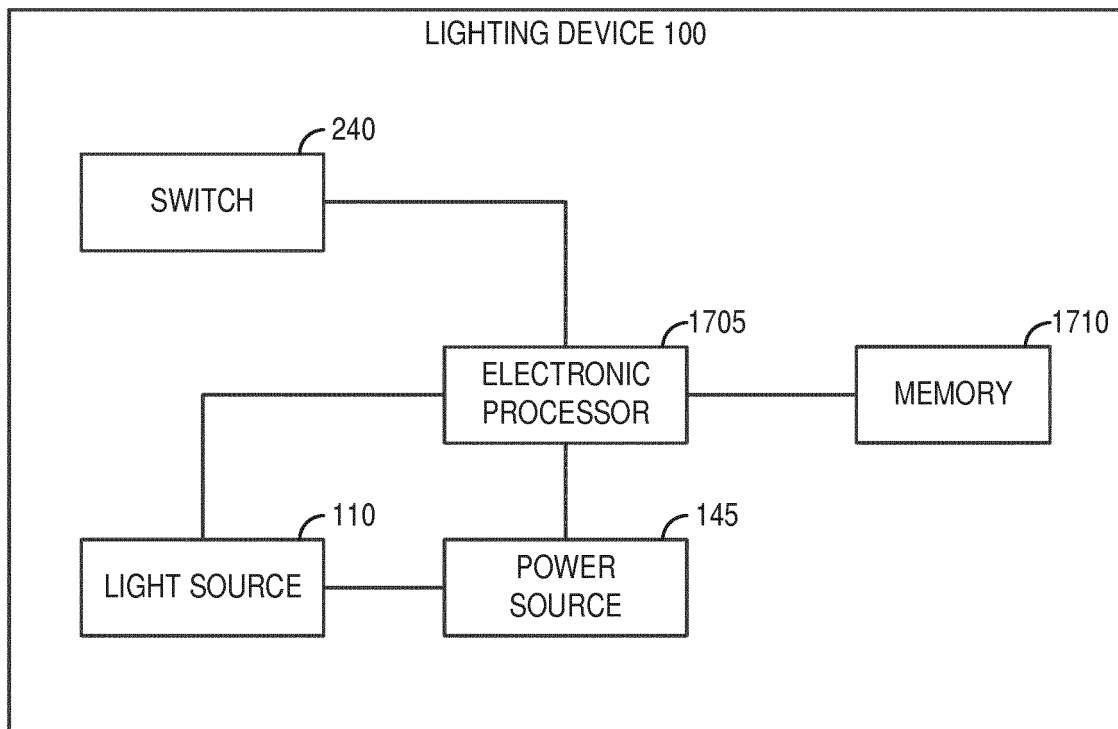 LIGHTING DEVICE 100
240
SWITCH
1705
1710
ELECTRONIC
PROCESSOR
MEMORY
110
145
LIGHT SOURCE
POWER
SOURCE